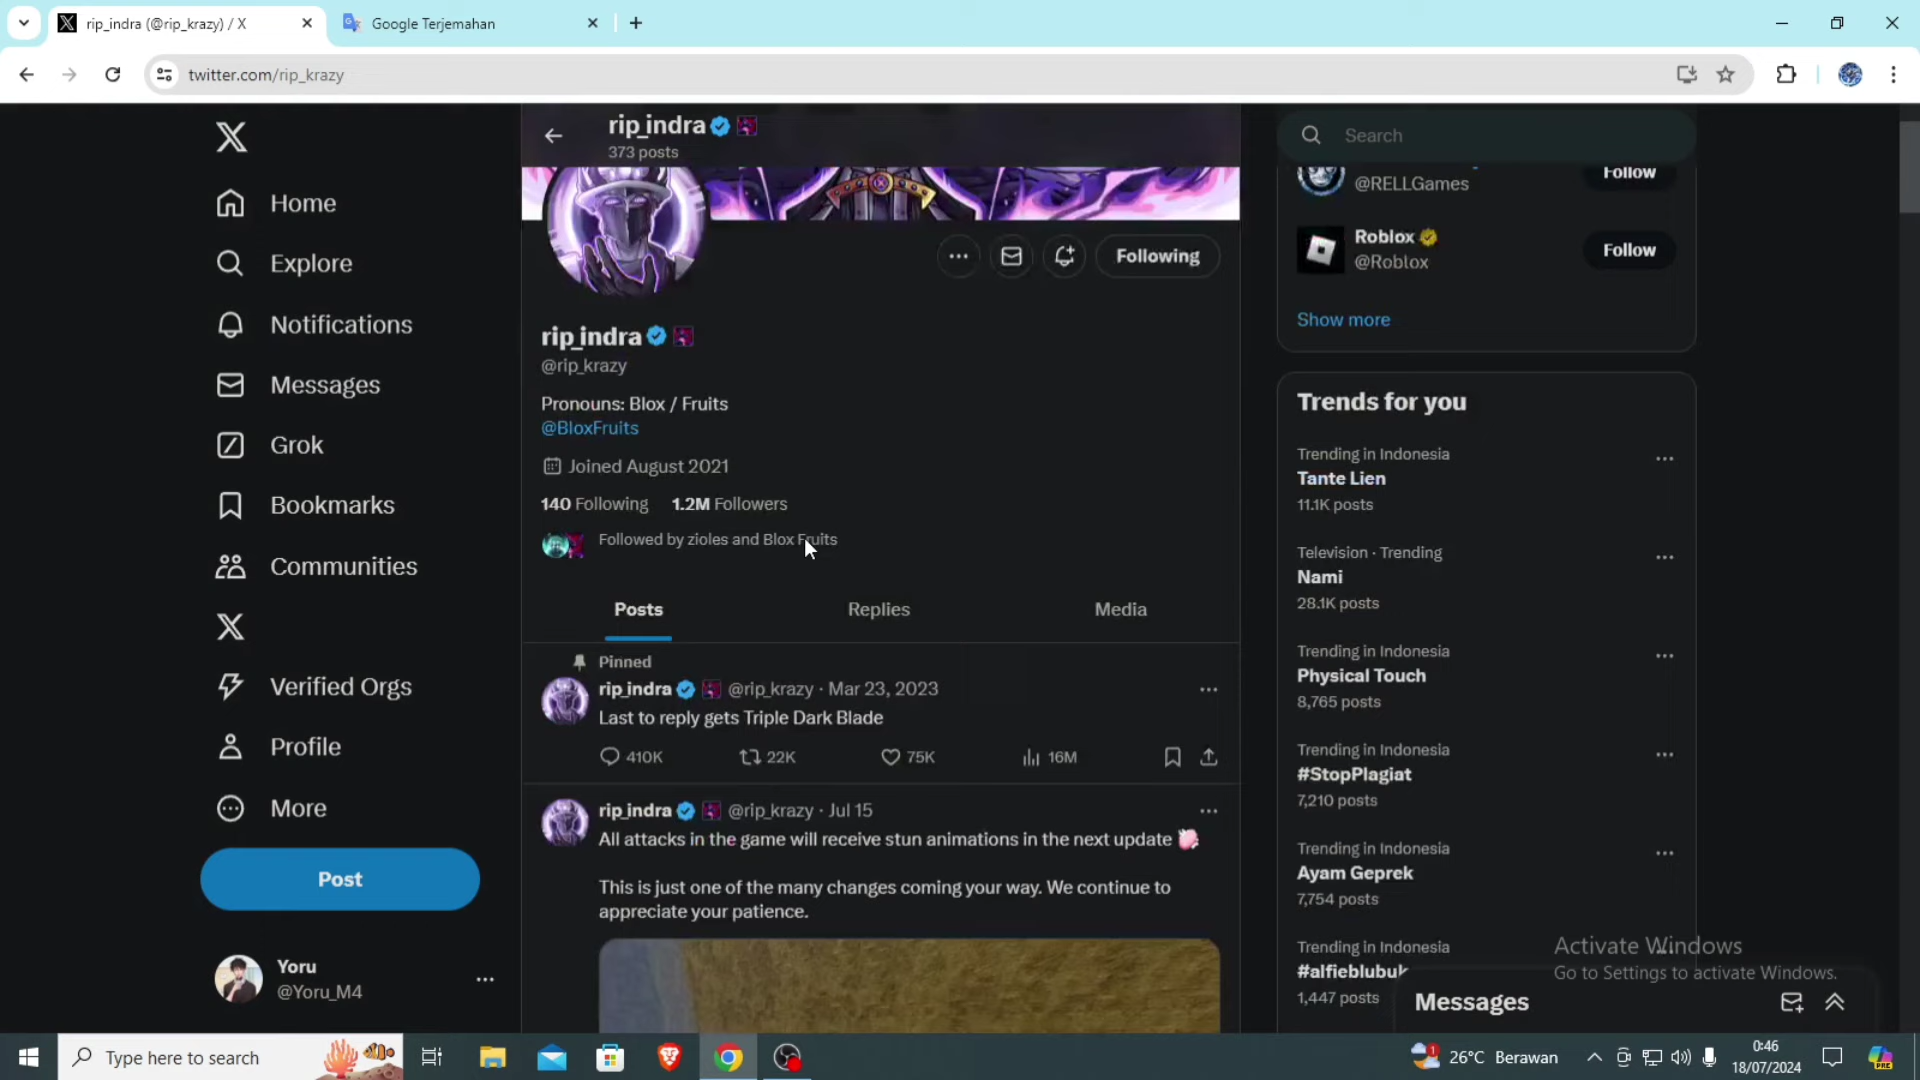 rip_indra (@rip_krazy) / X
Google Terjemahan
twitter.com/rip_krazy
Home
Explore
Notifications
Messages
Grok
Bookmarks
Communities
Verified Orgs
Profile
More
Post
Yoru
@Yoru_M4
rip_indra
373 posts
Following
rip_indra
@rip_krazy
Pronouns: Blox / Fruits
@BloxFruits
Joined August 2021
140 Following 1.2M Followers
Followed by zioles and Blox Fruits
Posts Replies Media
Pinned
rip_indra @rip_krazy · Mar 23, 2023
Last to reply gets Triple Dark Blade
410K 22K 75K 16M
rip_indra @rip_krazy · Jul 15
All attacks in the game will receive stun animations in the next update
This is just one of the many changes coming your way. We continue to
appreciate your patience.
Search
@RELLGames
Follow
Roblox
@Roblox
Follow
Show more
Trends for you
Trending in Indonesia
Tante Lien
11.1K posts
Television · Trending
Nami
28.1K posts
Trending in Indonesia
Physical Touch
8,765 posts
Trending in Indonesia
#StopPlagiat
7,210 posts
Trending in Indonesia
Ayam Geprek
7,754 posts
Trending in Indonesia
#alfieblubuk
1,447 posts
Activate Windows
Go to Settings to activate Windows.
Messages
Type here to search
1
26°C Berawan
0:46
18/07/2024
PRE